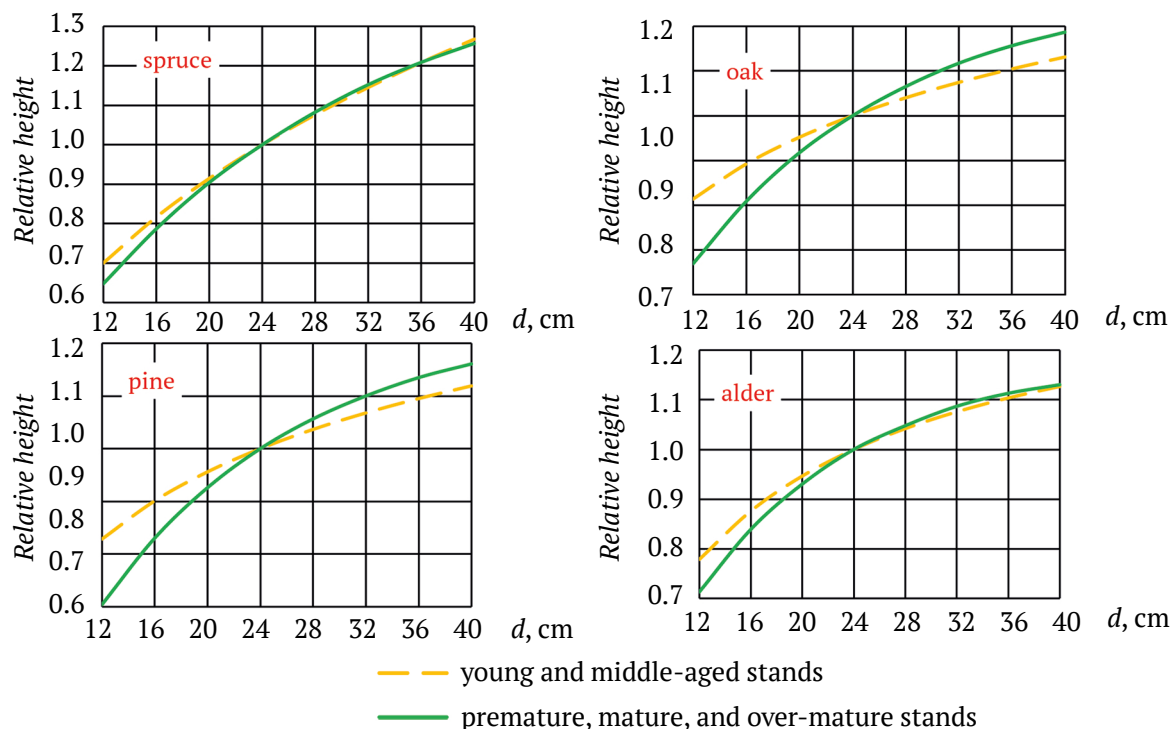 Relative height
1.3
1.2
1.1
1.0
0.9
0.8
0.7
0.6
spruce
12 16 20 24 28 32 36 40 d, cm
Relative height
1.2
1.1
1.0
0.9
0.8
0.7
oak
12 16 20 24 28 32 36 40 d, cm
Relative height
1.2
1.1
1.0
0.9
0.8
0.7
0.6
pine
12 16 20 24 28 32 36 40 d, cm
Relative height
1.2
1.1
1.0
0.9
0.8
0.7
alder
12 16 20 24 28 32 36 40 d, cm
young and middle-aged stands
premature, mature, and over-mature stands